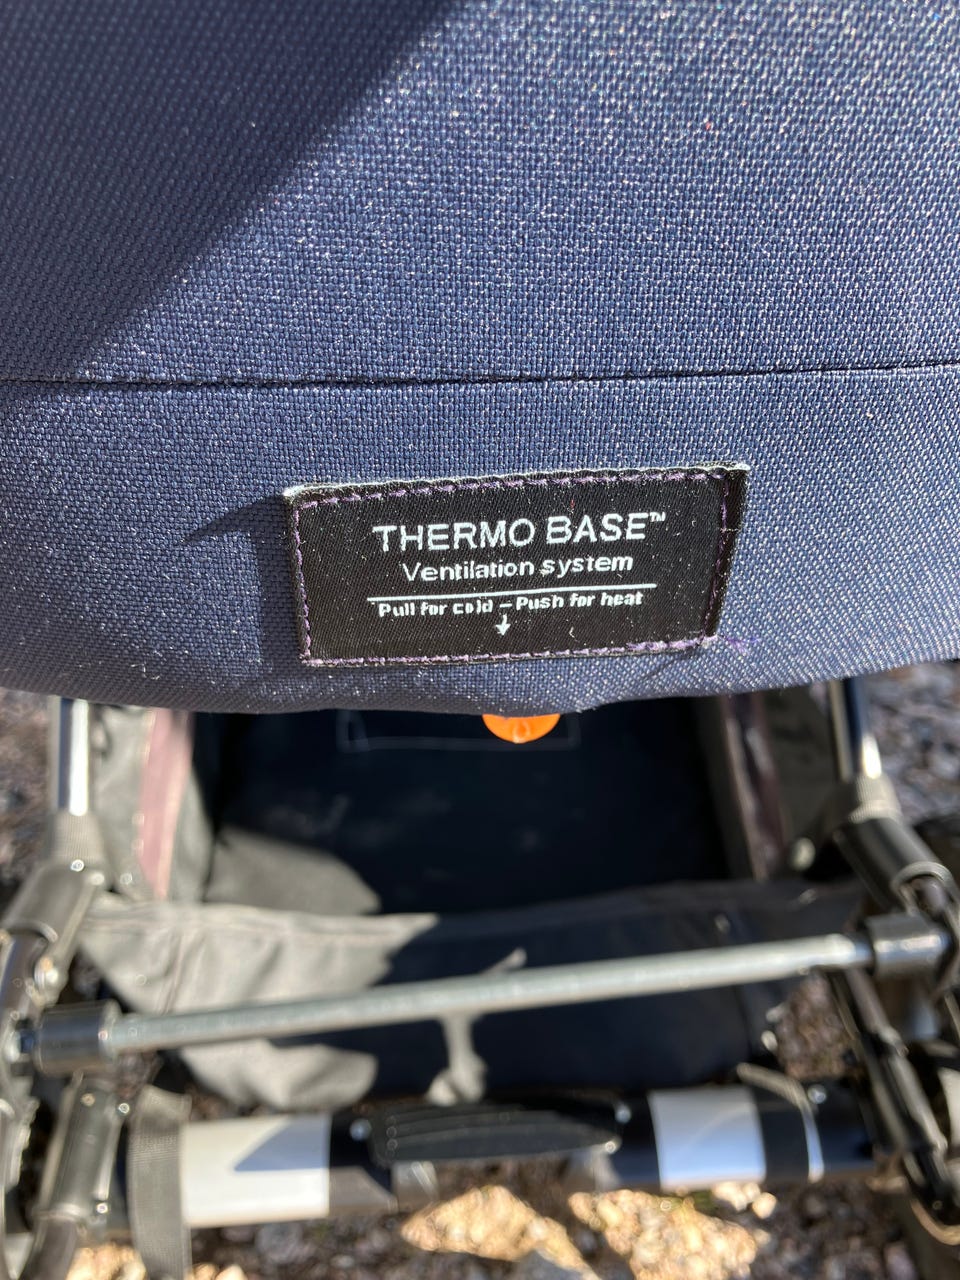 THERMO BASE™
Ventilation system
Pull for cold – Push for heat